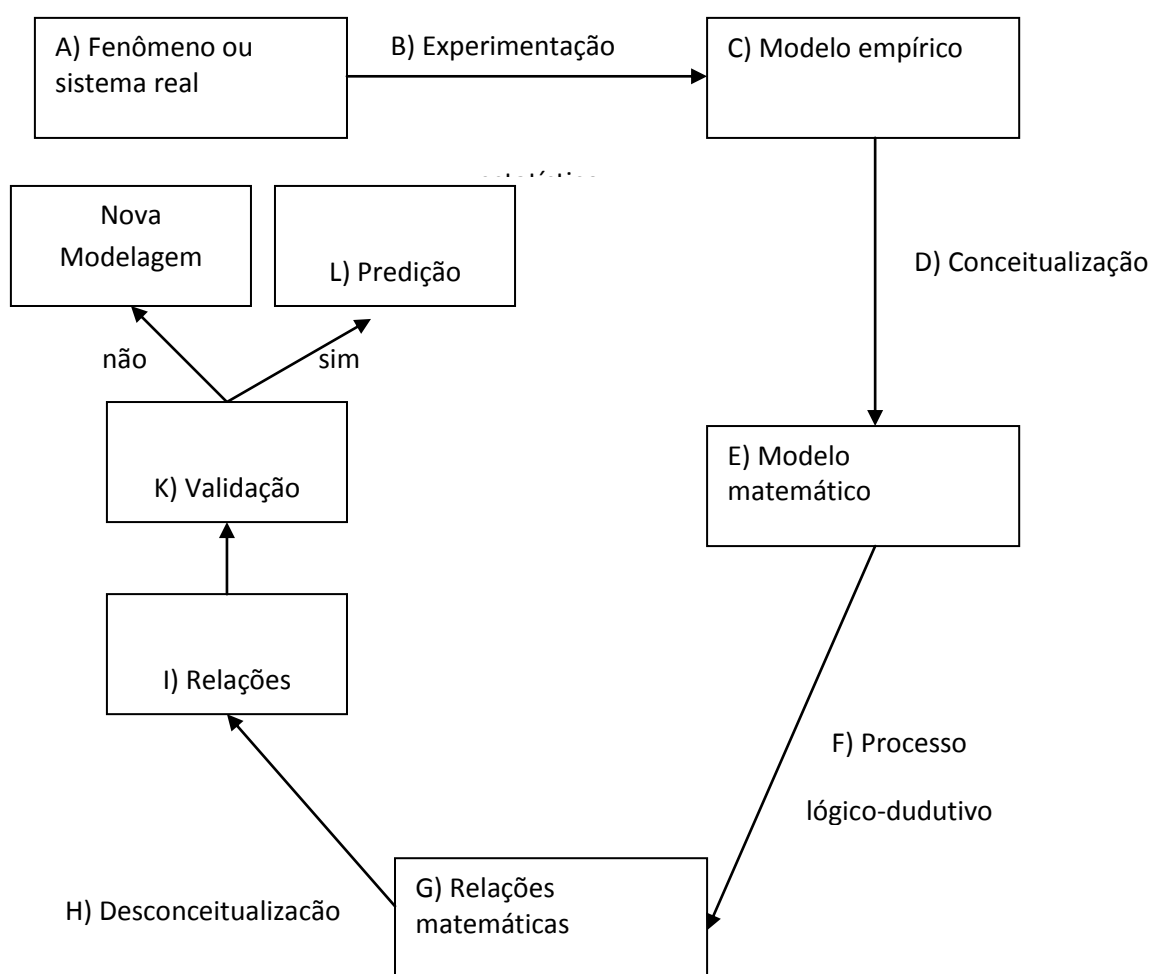 A) Fenômeno ou
sistema real
B) Experimentação
C) Modelo empírico
D) Conceitualização
E) Modelo
matemático
F) Processo
lógico-dudutivo
G) Relações
matemáticas
H) Desconceitualizacão
I) Relações
K) Validação
não
sim
Nova
Modelagem
L) Predição